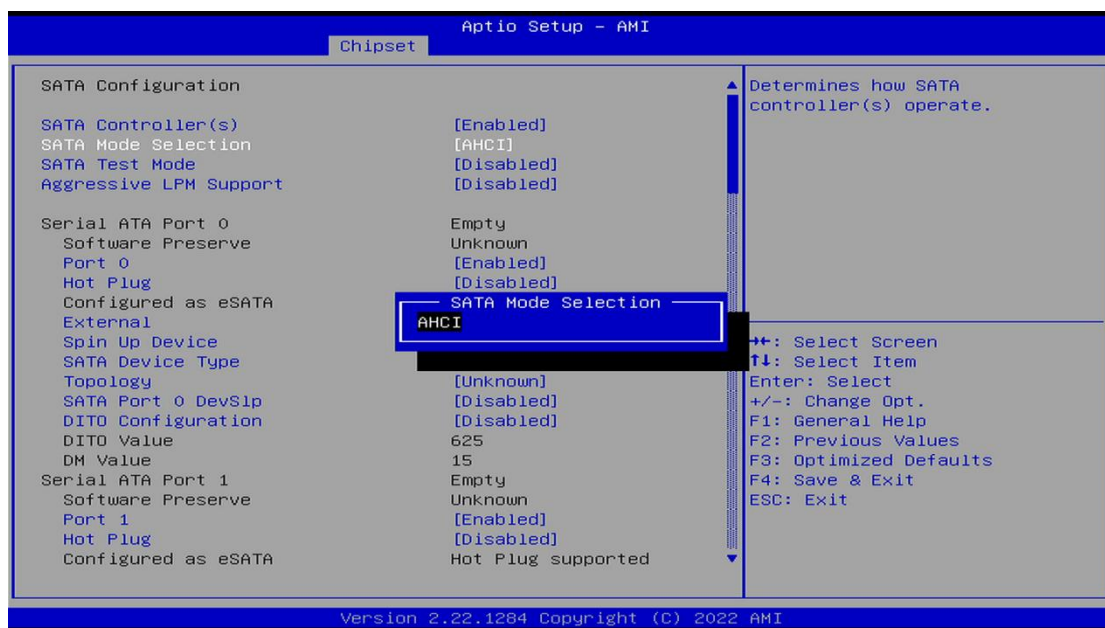 Aptio Setup – AMI
Chipset
SATA Configuration
SATA Controller(s) [Enabled]
SATA Mode Selection [AHCI]
SATA Test Mode [Disabled]
Aggressive LPM Support [Disabled]
Serial ATA Port 0 Empty
Software Preserve Unknown
Port 0 [Enabled]
Hot Plug [Disabled]
Configured as eSATA
External
Spin Up Device
SATA Device Type
Topology [Unknown]
SATA Port 0 DevSlp [Disabled]
DITO Configuration [Disabled]
DITO Value 625
DM Value 15
Serial ATA Port 1 Empty
Software Preserve Unknown
Port 1 [Enabled]
Hot Plug [Disabled]
Configured as eSATA Hot Plug supported
SATA Mode Selection
AHCI
Determines how SATA
controller(s) operate.
→←: Select Screen
↑↓: Select Item
Enter: Select
+/-: Change Opt.
F1: General Help
F2: Previous Values
F3: Optimized Defaults
F4: Save & Exit
ESC: Exit
Version 2.22.1284 Copyright (C) 2022 AMI